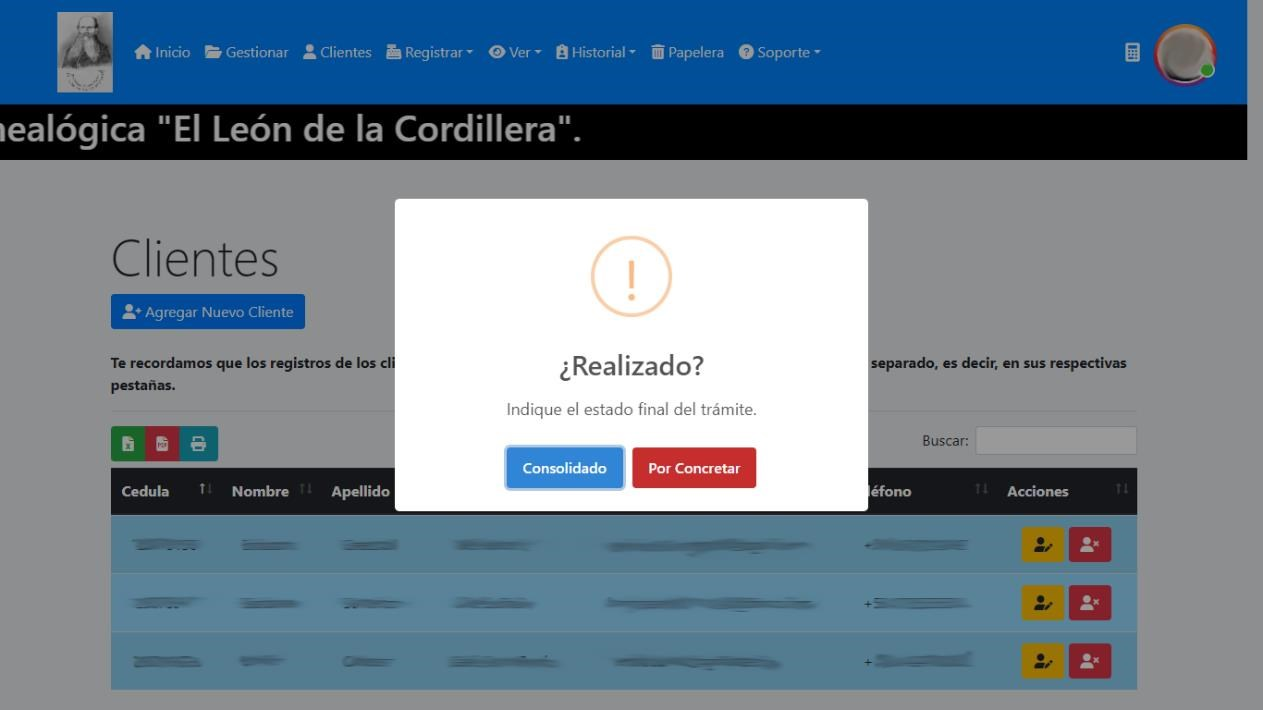 Inicio Gestionar Clientes Registrar Ver Historial Papelera Soporte
nealógica "El León de la Cordillera".
Clientes
Agregar Nuevo Cliente
Te recordamos que los registros de los cli separado, es decir, en sus respectivas
pestañas.
¿Realizado?
Indique el estado final del trámite.
Consolidado Por Concretar
Buscar:
Cedula Nombre Apellido léfono Acciones